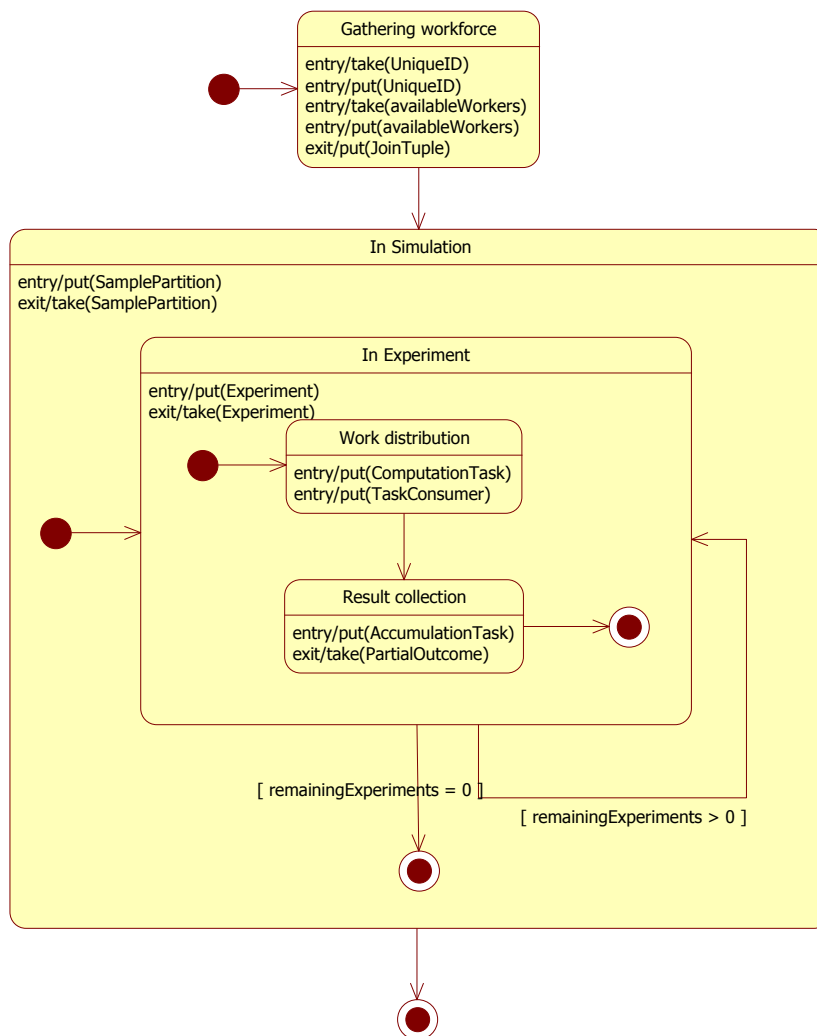 Gathering workforce
entry/take(UniqueID)
entry/put(UniqueID)
entry/take(availableWorkers)
entry/put(availableWorkers)
exit/put(JoinTuple)
In Simulation
entry/put(SamplePartition)
exit/take(SamplePartition)
In Experiment
entry/put(Experiment)
exit/take(Experiment)
Work distribution
entry/put(ComputationTask)
entry/put(TaskConsumer)
Result collection
entry/put(AccumulationTask)
exit/take(PartialOutcome)
[ remainingExperiments = 0 ]
[ remainingExperiments > 0 ]